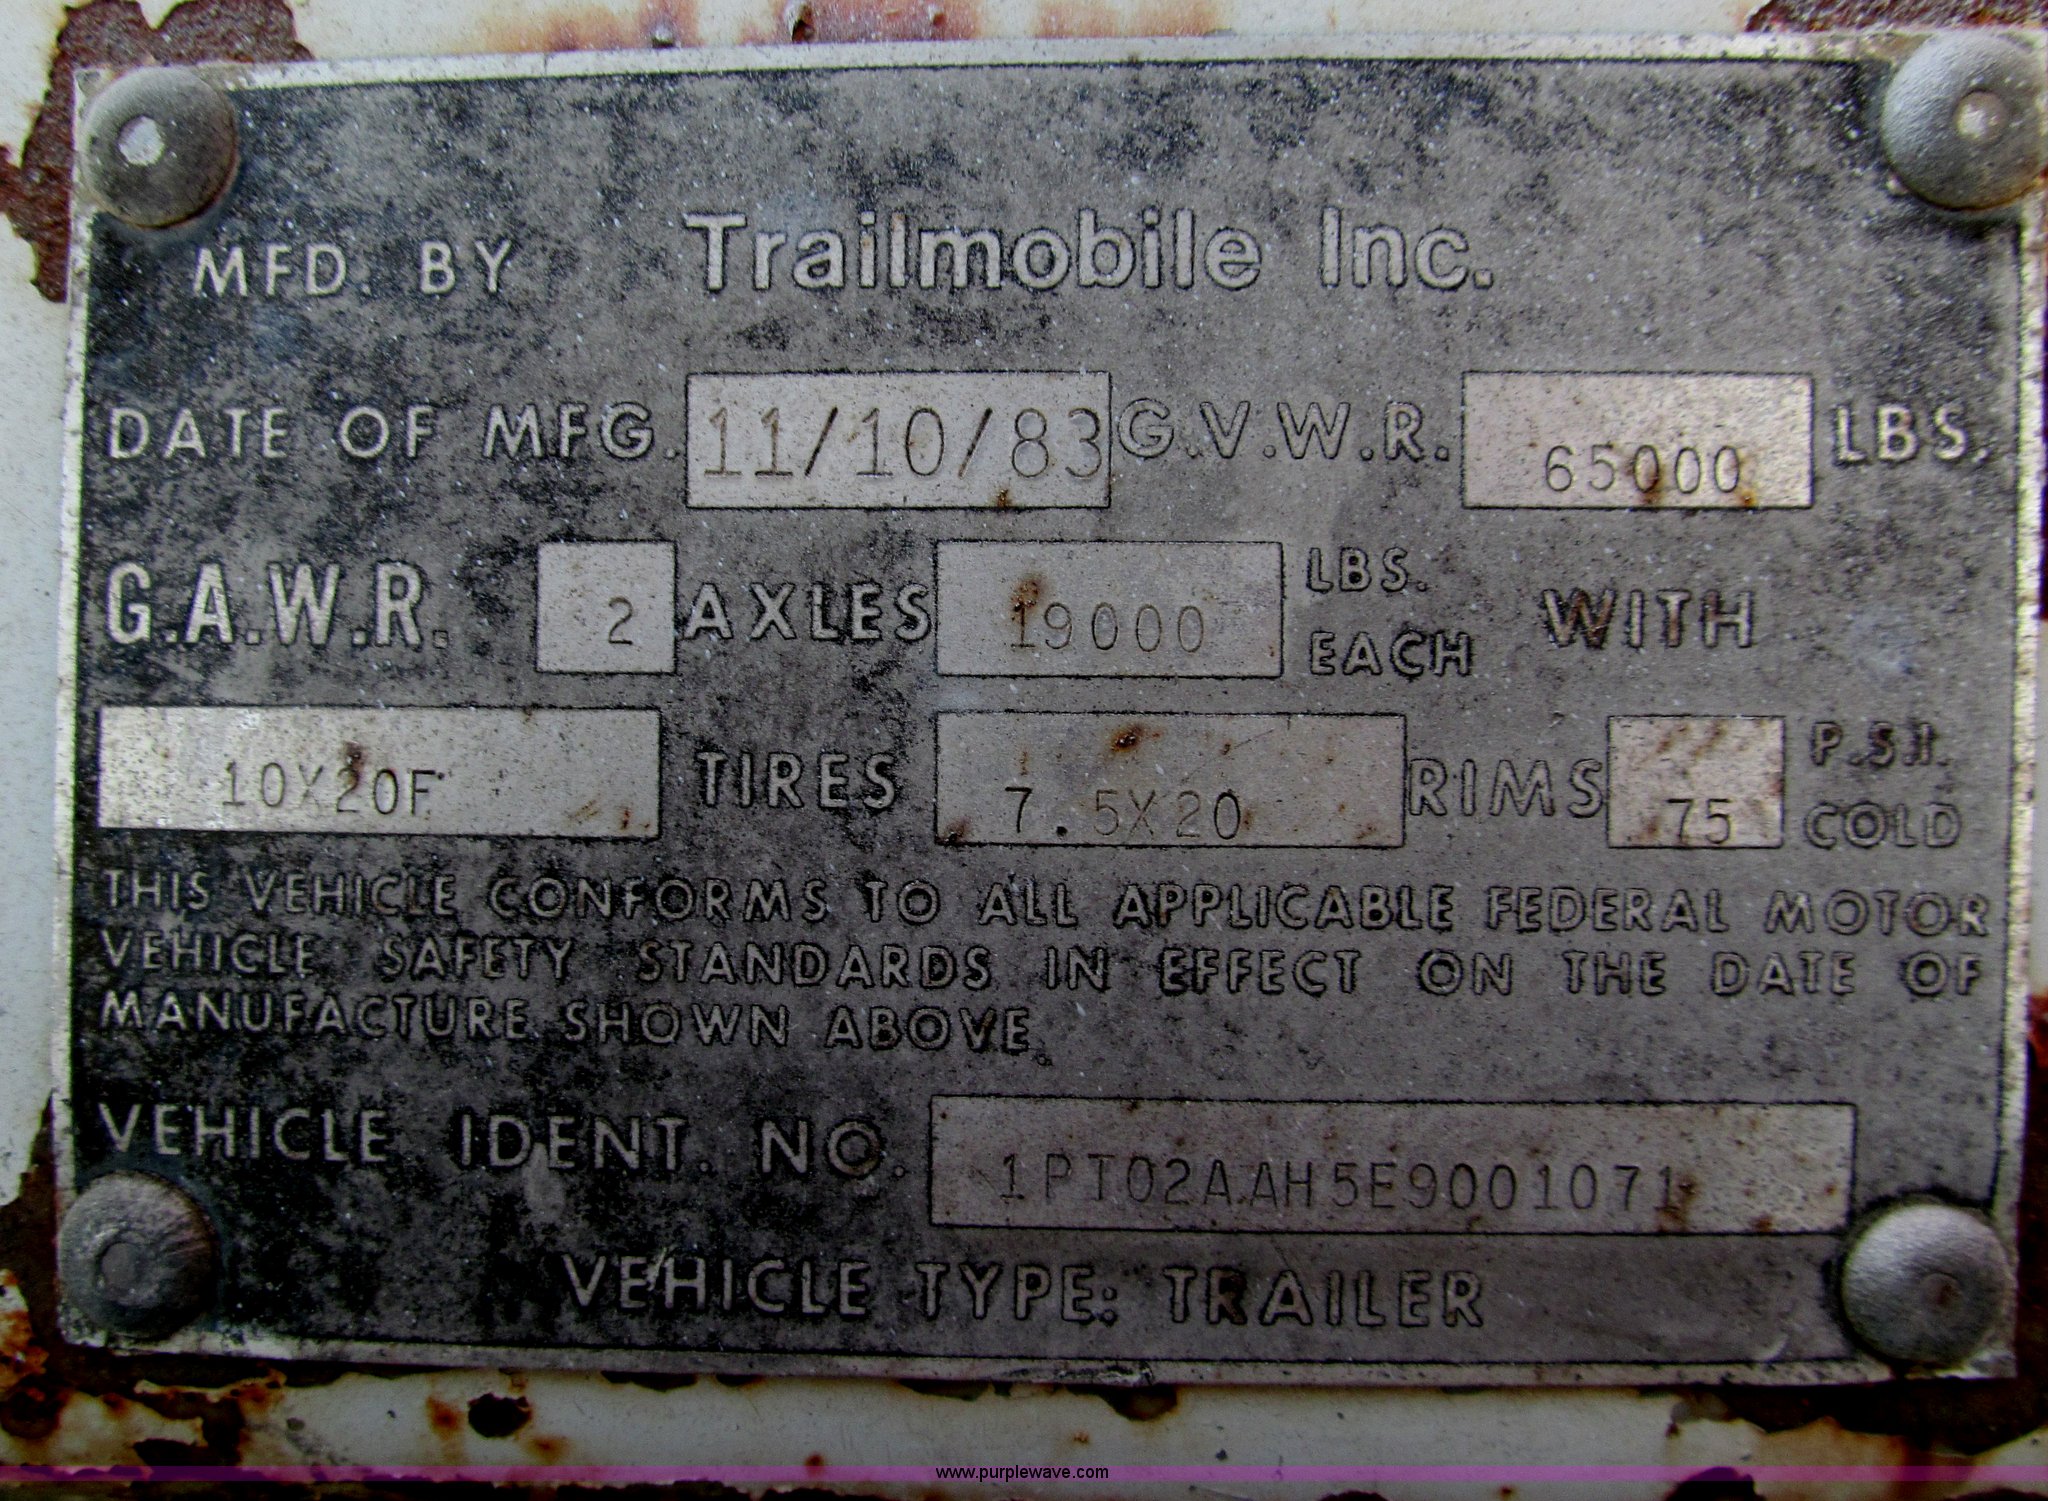 MFD. BY Trailmobile Inc.
DATE OF MFG. 11/10/83 G.V.W.R. 65000 LBS.
G.A.W.R. 2 AXLES 19000 LBS. EACH WITH
10X20F TIRES 7.5X20 RIMS 75 P.S.I. COLD
THIS VEHICLE CONFORMS TO ALL APPLICABLE FEDERAL MOTOR
VEHICLE SAFETY STANDARDS IN EFFECT ON THE DATE OF
MANUFACTURE SHOWN ABOVE.
VEHICLE IDENT. NO. 1PT02AAH5E9001071
VEHICLE TYPE: TRAILER
www.purplewave.com